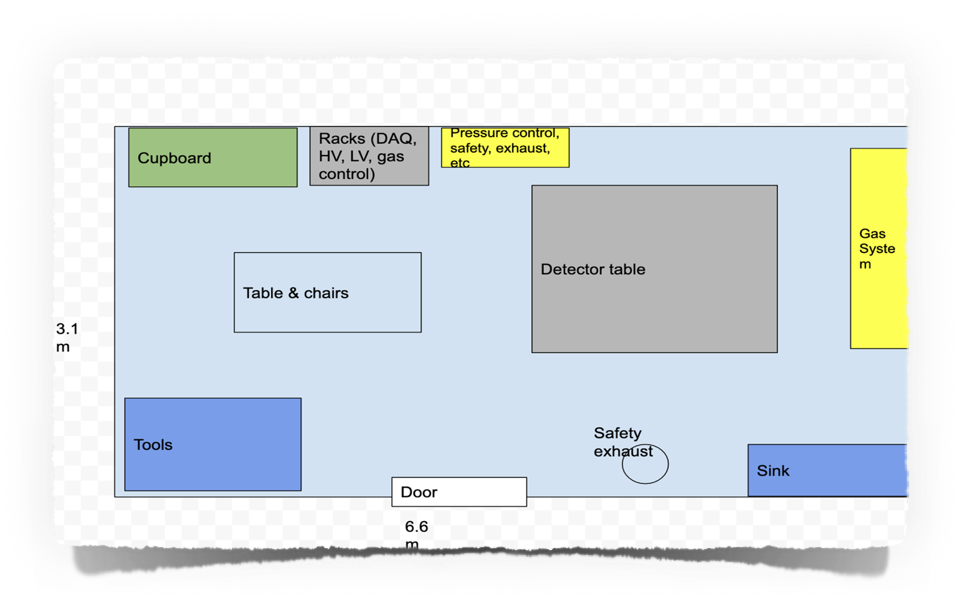 Cupboard
Racks (DAQ,
HV, LV, gas
control)
Pressure control,
safety, exhaust,
etc
Gas
Syste
m
Detector table
Table & chairs
3.1
m
Tools
Safety
exhaust
Sink
Door
6.6
m